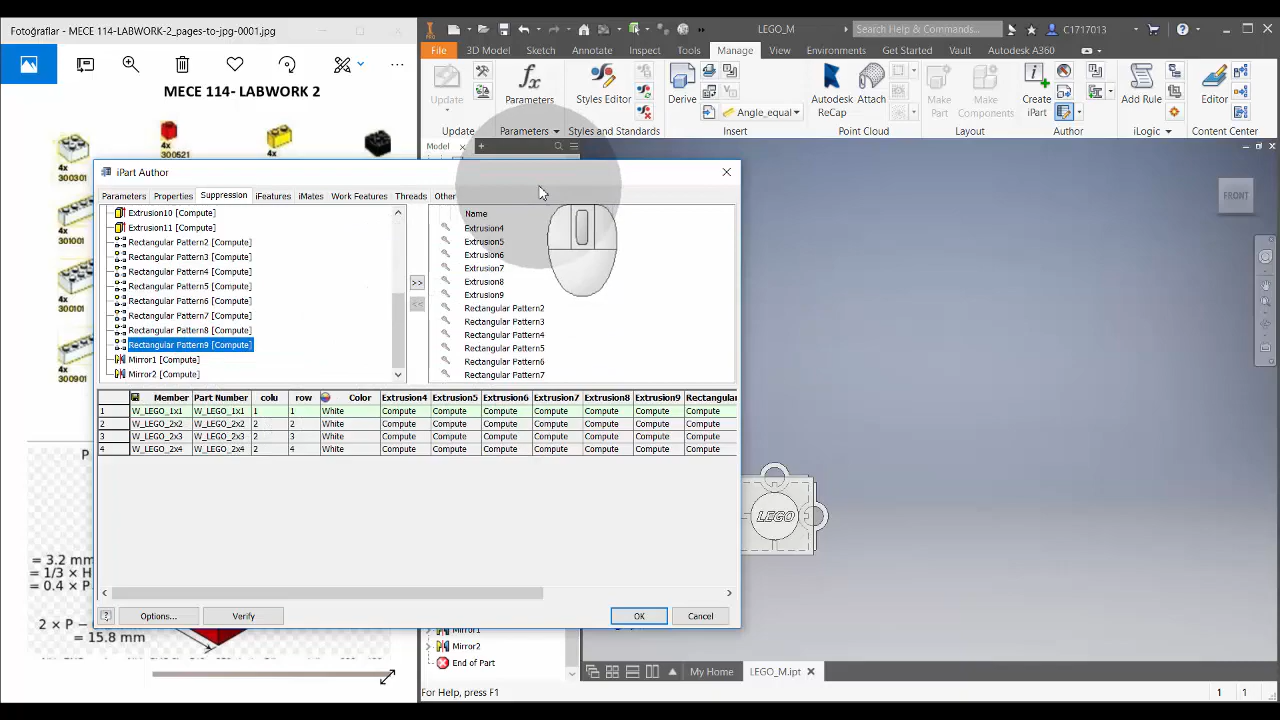 Fotoğraflar - MECE 114-LABWORK-2_pages-to-jpg-0001.jpg
MECE 114- LABWORK 2
4x
300301
4x
300621
4x
4x
4x
301001
4x
4x
300901
P
= 3.2 mm
= 1/3 × H
= 0.4 × P
2 × P −
= 15.8 mm
PRO
LEGO_M
Search Help & Commands...
C1717013
File
3D Model
Sketch
Annotate
Inspect
Tools
Manage
View
Environments
Get Started
Vault
Autodesk A360
Update
Parameters
Styles Editor
Derive
Angle_equal
Autodesk
ReCap
Attach
Make
Part
Make
Components
Create
iPart
Add Rule
Editor
Update
Parameters
Styles and Standards
Insert
Point Cloud
Layout
Author
iLogic
Content Center
Model
iPart Author
Parameters
Properties
Suppression
iFeatures
iMates
Work Features
Threads
Other
Extrusion10 [Compute]
Extrusion11 [Compute]
Rectangular Pattern2 [Compute]
Rectangular Pattern3 [Compute]
Rectangular Pattern4 [Compute]
Rectangular Pattern5 [Compute]
Rectangular Pattern6 [Compute]
Rectangular Pattern7 [Compute]
Rectangular Pattern8 [Compute]
Rectangular Pattern9 [Compute]
Mirror1 [Compute]
Mirror2 [Compute]
>>
<<
Name
Extrusion4
Extrusion5
Extrusion6
Extrusion7
Extrusion8
Extrusion9
Rectangular Pattern2
Rectangular Pattern3
Rectangular Pattern4
Rectangular Pattern5
Rectangular Pattern6
Rectangular Pattern7
Member Part Number colu row Color Extrusion4 Extrusion5 Extrusion6 Extrusion7 Extrusion8 Extrusion9 Rectangular
1 W_LEGO_1x1 W_LEGO_1x1 1 1 White Compute Compute Compute Compute Compute Compute Compute
2 W_LEGO_2x2 W_LEGO_2x2 2 2 White Compute Compute Compute Compute Compute Compute Compute
3 W_LEGO_2x3 W_LEGO_2x3 2 3 White Compute Compute Compute Compute Compute Compute Compute
4 W_LEGO_2x4 W_LEGO_2x4 2 4 White Compute Compute Compute Compute Compute Compute Compute
Options...
Verify
OK
Cancel
FRONT
LEGO
Mirror1
Mirror2
End of Part
My Home
LEGO_M.ipt
For Help, press F1
1
1